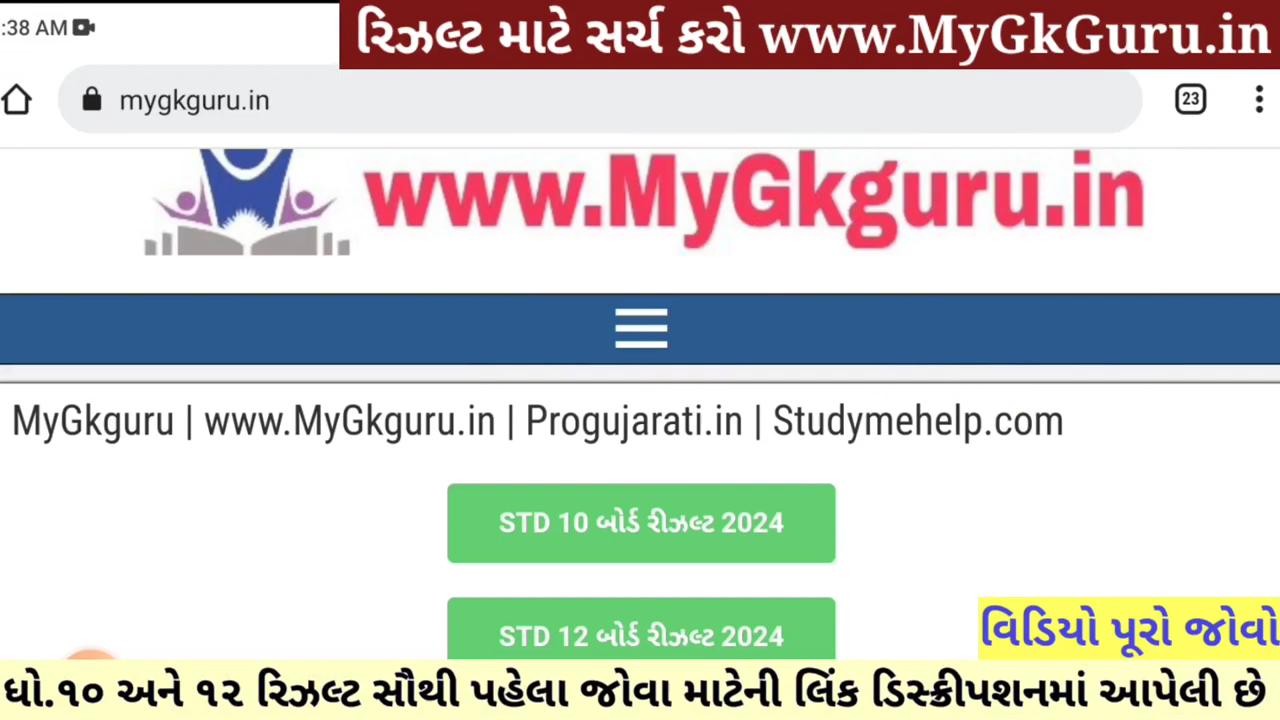 :38 AM
રિઝલ્ટ માટે સર્ચ કરો www.MyGkGuru.in
mygkguru.in
23
www.MyGkguru.in
MyGkguru | www.MyGkguru.in | Progujarati.in | Studymehelp.com
STD 10 બોર્ડ રીઝલ્ટ 2024
STD 12 બોર્ડ રીઝલ્ટ 2024
વિડિયો પૂરો જોવો
ધો.૧૦ અને ૧૨ રિઝલ્ટ સૌથી પહેલા જોવા માટેની લિંક ડિસ્ક્રીપશનમાં આપેલી છે